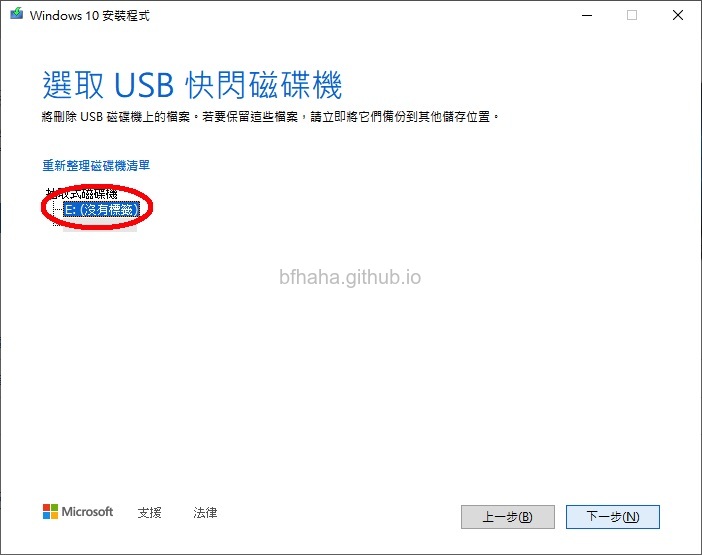 Windows 10 安裝程式
選取 USB 快閃磁碟機
將刪除 USB 磁碟機上的檔案。若要保留這些檔案，請立即將它們備份到其他儲存位置。
重新整理磁碟機清單
抽取式磁碟機
E: (沒有標籤)
bfhaha.github.io
Microsoft 支援 法律 上一步(B) 下一步(N)